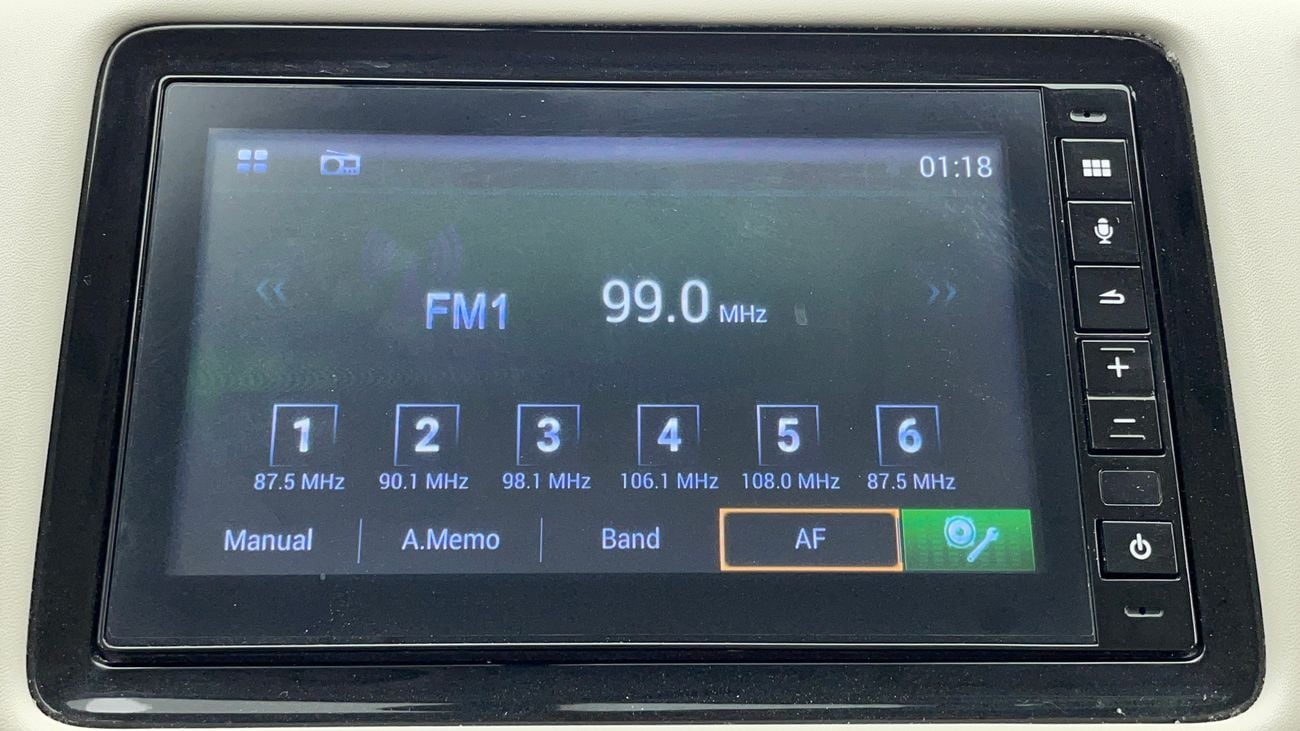 01:18
FM1 99.0 MHz
1 2 3 4 5 6
87.5 MHz 90.1 MHz 98.1 MHz 106.1 MHz 108.0 MHz 87.5 MHz
Manual A.Memo Band AF